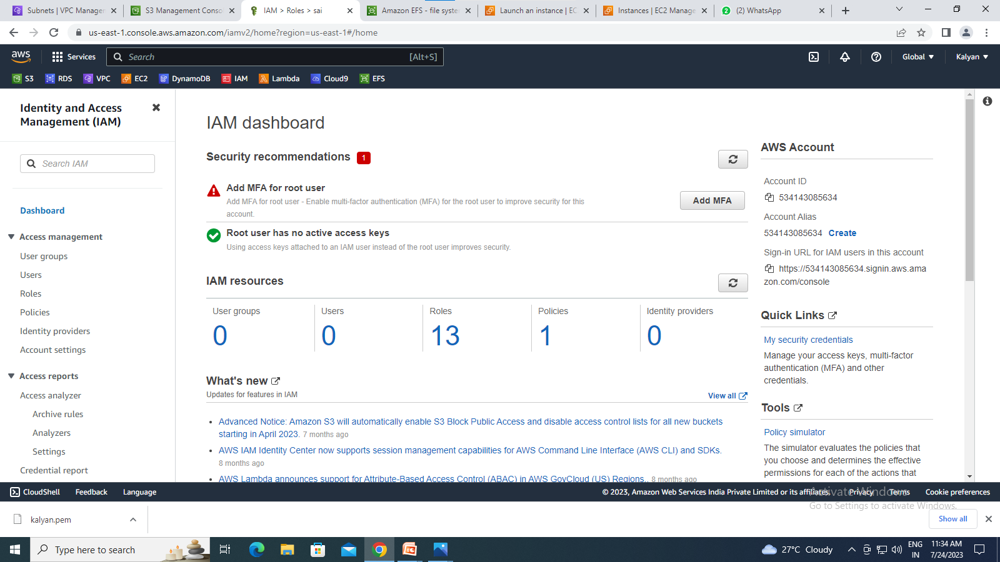 Subnets | VPC Manager
S3 Management Conso
IAM > Roles > sai
Amazon EFS - file syste
Launch an instance | EC
Instances | EC2 Manage
(2) WhatsApp
us-east-1.console.aws.amazon.com/iamv2/home?region=us-east-1#/home
aws
Services
Search
[Alt+S]
Global
Kalyan
S3
RDS
VPC
EC2
DynamoDB
IAM
Lambda
Cloud9
EFS
Identity and Access
Management (IAM)
Search IAM
Dashboard
Access management
User groups
Users
Roles
Policies
Identity providers
Account settings
Access reports
Access analyzer
Archive rules
Analyzers
Settings
Credential report
IAM dashboard
Security recommendations 1
Add MFA for root user
Add MFA for root user - Enable multi-factor authentication (MFA) for the root user to improve security for this
account.
Add MFA
Root user has no active access keys
Using access keys attached to an IAM user instead of the root user improves security.
IAM resources
User groups
0
Users
0
Roles
13
Policies
1
Identity providers
0
What's new
Updates for features in IAM
View all
Advanced Notice: Amazon S3 will automatically enable S3 Block Public Access and disable access control lists for all new buckets
starting in April 2023. 7 months ago
AWS IAM Identity Center now supports session management capabilities for AWS Command Line Interface (AWS CLI) and SDKs.
8 months ago
AWS Lambda announces support for Attribute-Based Access Control (ABAC) in AWS GovCloud (US) Regions.. 8 months ago
AWS Account
Account ID
534143085634
Account Alias
534143085634 Create
Sign-in URL for IAM users in this account
https://534143085634.signin.aws.ama
zon.com/console
Quick Links
My security credentials
Manage your access keys, multi-factor
authentication (MFA) and other
credentials.
Tools
Policy simulator
The simulator evaluates the policies that
you choose and determines the effective
permissions for each of the actions that
CloudShell
Feedback
Language
© 2023, Amazon Web Services India Private Limited or its affiliates.
Privacy
Terms
Cookie preferences
Activate Windows
Go to Settings to activate Windows.
kalyan.pem
Show all
Type here to search
27°C Cloudy
ENG
IN
11:34 AM
7/24/2023